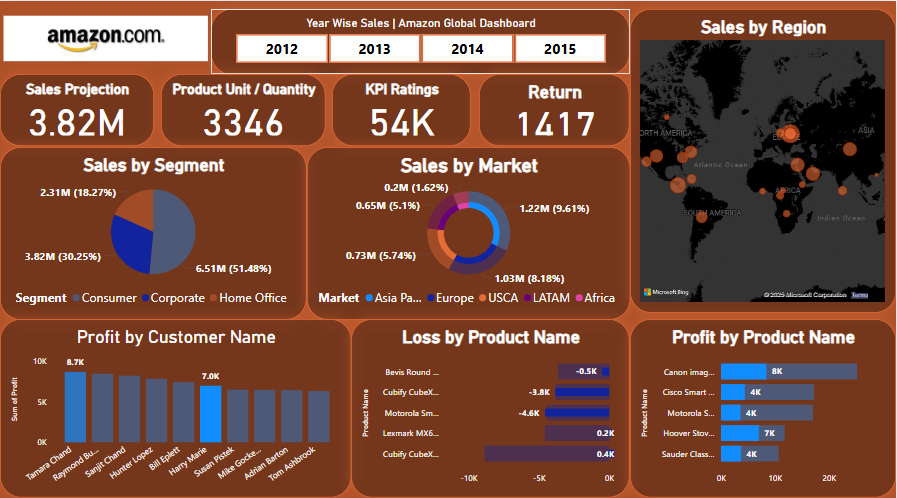 amazon.com.
Year Wise Sales | Amazon Global Dashboard
2012 2013 2014 2015
Sales Projection
3.82M
Product Unit / Quantity
3346
KPI Ratings
54K
Return
1417
Sales by Region
NORTH AMERICA
EUROPE
ASIA
Atlantic Ocean
AFRICA
SOUTH AMERICA
Indian Ocean
Microsoft Bing
© 2025 Microsoft Corporation Terms
Sales by Segment
2.31M (18.27%)
3.82M (30.25%)
6.51M (51.48%)
Segment Consumer Corporate Home Office
Sales by Market
0.2M (1.62%)
0.65M (5.1%)
1.22M (9.61%)
0.73M (5.74%)
1.03M (8.18%)
Market Asia Pa... Europe USCA LATAM Africa
Profit by Customer Name
Sum of Profit
10K
5K
0K
8.7K
7.0K
Tamara Chand
Raymond Bu...
Sanjit Chand
Hunter Lopez
Bill Eplett
Harry Marie
Susan Pistek
Mike Gocke...
Adrian Barton
Tom Ashbrook
Loss by Product Name
Product Name
Bevis Round ... -0.5K
Cubify CubeX... -3.8K
Motorola Sm... -4.6K
Lexmark MX6... 0.2K
Cubify CubeX... 0.4K
-10K -5K 0K
Profit by Product Name
Product Name
Canon imag... 8K
Cisco Smart ... 4K
Motorola S... 4K
Hoover Stov... 7K
Sauder Class... 4K
0K 10K 20K